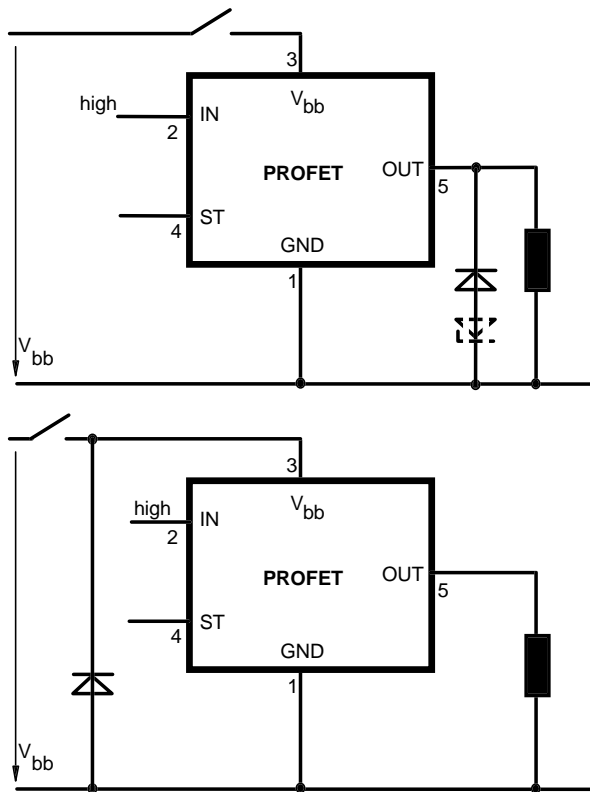 3
high
IN
V bb
2
PROFET
OUT
5
ST
4
GND
1
V bb
3
high
IN
V bb
2
PROFET
OUT
5
ST
4
GND
1
V bb